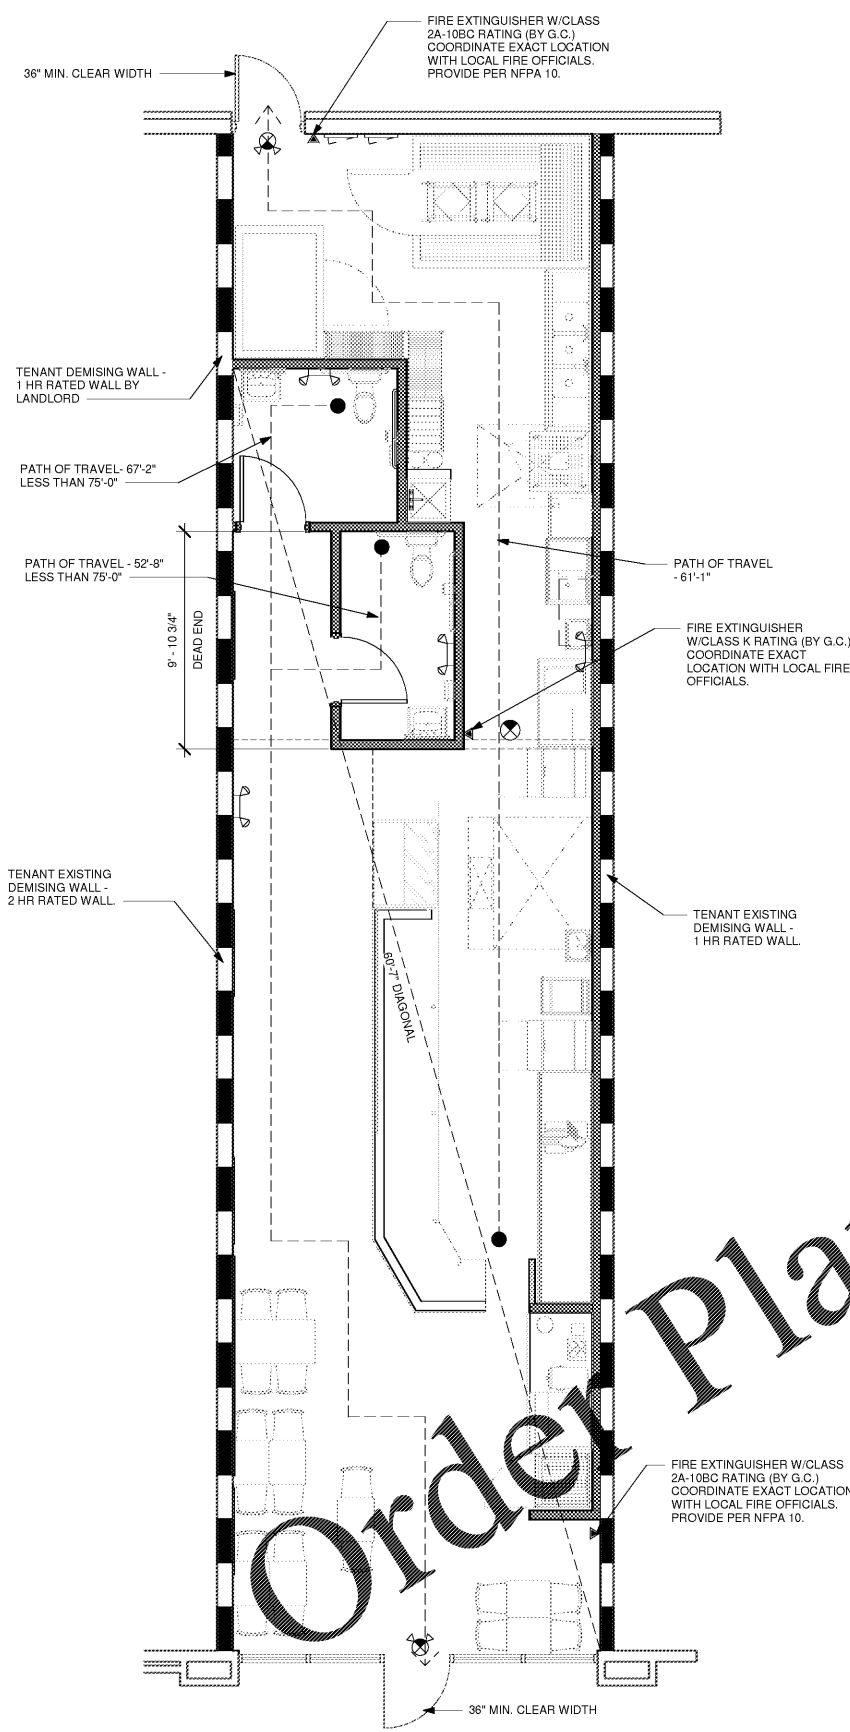 FIRE EXTINGUISHER W/CLASS
2A-10BC RATING (BY G.C.)
COORDINATE EXACT LOCATION
WITH LOCAL FIRE OFFICIALS.
PROVIDE PER NFPA 10.
36" MIN. CLEAR WIDTH
TENANT DEMISING WALL -
1 HR RATED WALL BY
LANDLORD
PATH OF TRAVEL- 67'-2"
LESS THAN 75'-0"
PATH OF TRAVEL - 52'-8"
LESS THAN 75'-0"
PATH OF TRAVEL
- 61'-1"
9' - 10 3/4"
DEAD END
FIRE EXTINGUISHER
W/CLASS K RATING (BY G.C.)
COORDINATE EXACT
LOCATION WITH LOCAL FIRE
OFFICIALS.
TENANT EXISTING
DEMISING WALL -
2 HR RATED WALL.
TENANT EXISTING
DEMISING WALL -
1 HR RATED WALL.
60'-7" DIAGONAL
Order Pla
FIRE EXTINGUISHER W/CLASS
2A-10BC RATING (BY G.C.)
COORDINATE EXACT LOCATION
WITH LOCAL FIRE OFFICIALS.
PROVIDE PER NFPA 10.
36" MIN. CLEAR WIDTH